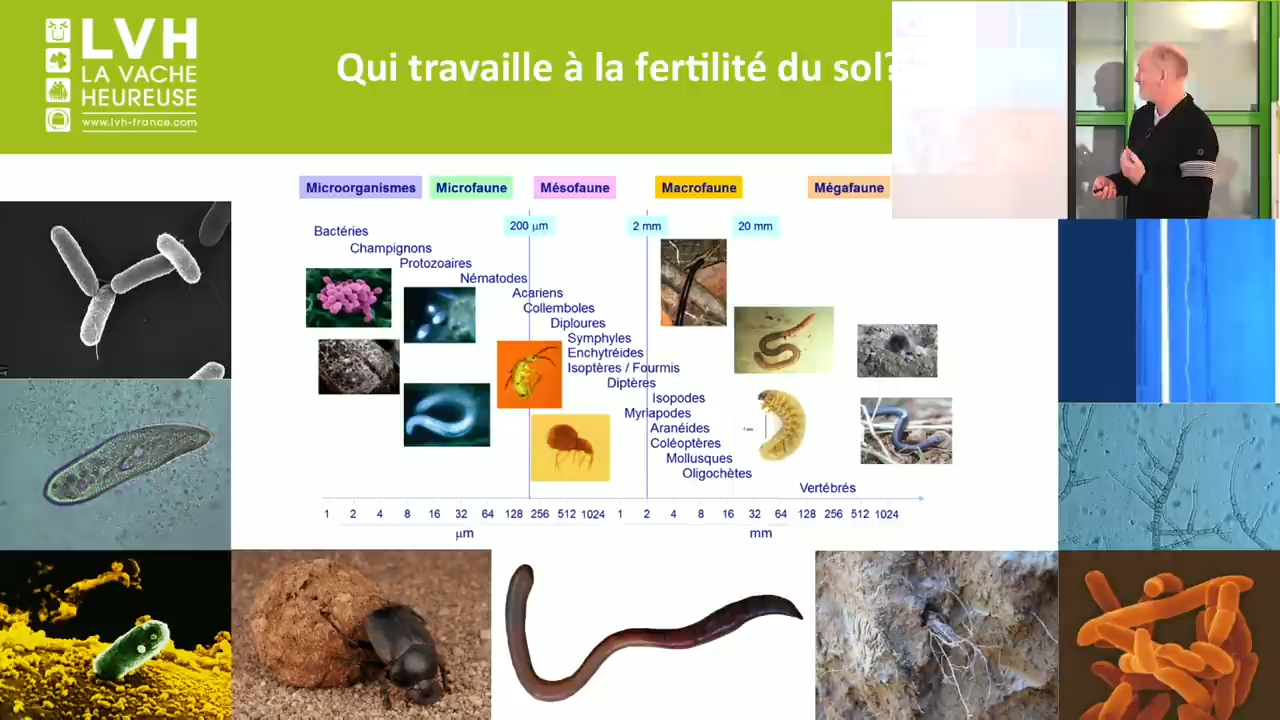 LVH
LA VACHE
HEUREUSE
www.lvh-france.com
Qui travaille à la fertilité du sol?
Microorganismes
Microfaune
Mésofaune
Macrofaune
Mégafaune
200 µm
2 mm
20 mm
Bactéries
Champignons
Protozoaires
Nématodes
Acariens
Collemboles
Diploures
Symphyles
Enchytréides
Isoptères / Fourmis
Diptères
Isopodes
Myriapodes
Aranéides
Coléoptères
Mollusques
Oligochètes
Vertébrés
1 2 4 8 16 32 64 128 256 512 1024 1 2 4 8 16 32 64 128 256 512 1024
µm mm